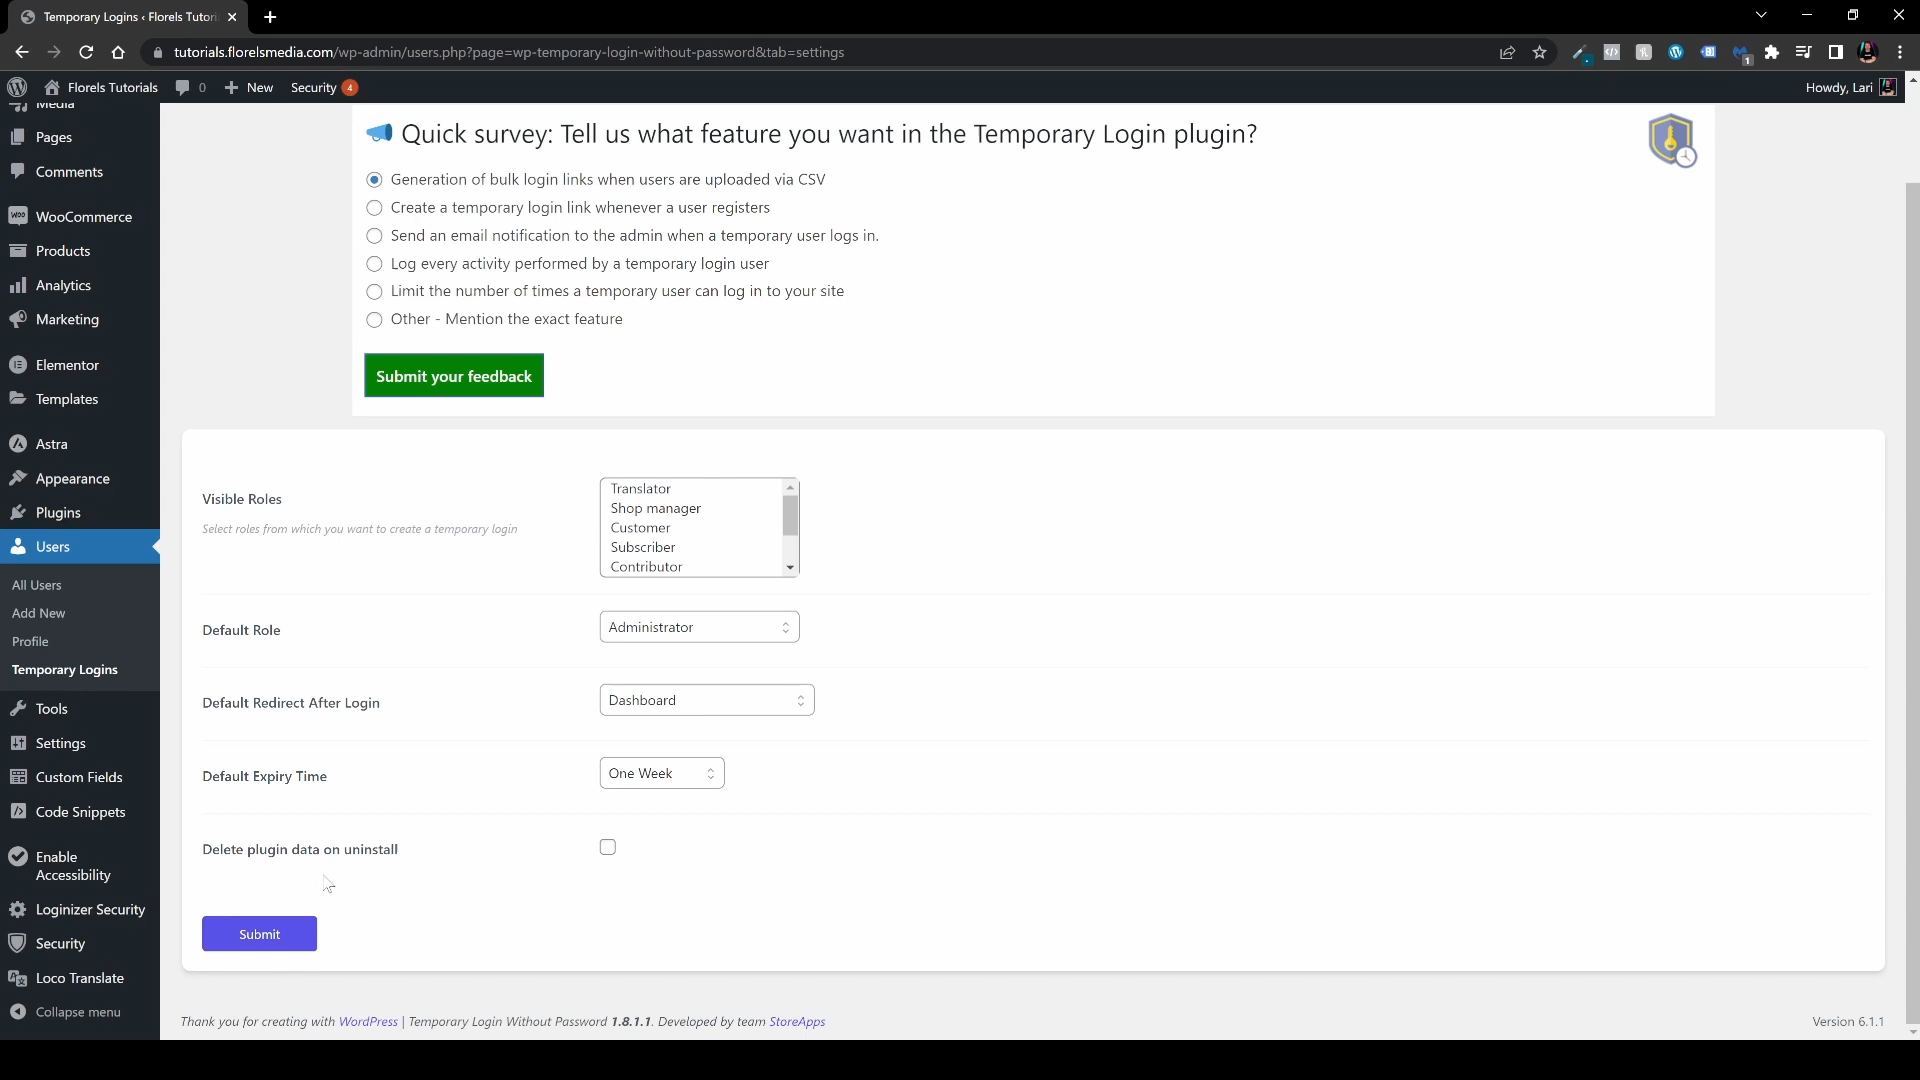 Temporary Logins ‹ Florels Tutori
tutorials.florelsmedia.com/wp-admin/users.php?page=wp-temporary-login-without-password&tab=settings
1
Florels Tutorials
0
New
Security 4
Howdy, Lari
Media
Pages
Comments
WooCommerce
Products
Analytics
Marketing
Elementor
Templates
Astra
Appearance
Plugins
Users
All Users
Add New
Profile
Temporary Logins
Tools
Settings
Custom Fields
Code Snippets
Enable
Accessibility
Loginizer Security
Security
Loco Translate
Collapse menu
Quick survey: Tell us what feature you want in the Temporary Login plugin?
Generation of bulk login links when users are uploaded via CSV
Create a temporary login link whenever a user registers
Send an email notification to the admin when a temporary user logs in.
Log every activity performed by a temporary login user
Limit the number of times a temporary user can log in to your site
Other - Mention the exact feature
Submit your feedback
Visible Roles
Select roles from which you want to create a temporary login
Translator
Shop manager
Customer
Subscriber
Contributor
Default Role
Administrator
Default Redirect After Login
Dashboard
Default Expiry Time
One Week
Delete plugin data on uninstall
Submit
Thank you for creating with WordPress | Temporary Login Without Password 1.8.1.1. Developed by team StoreApps
Version 6.1.1